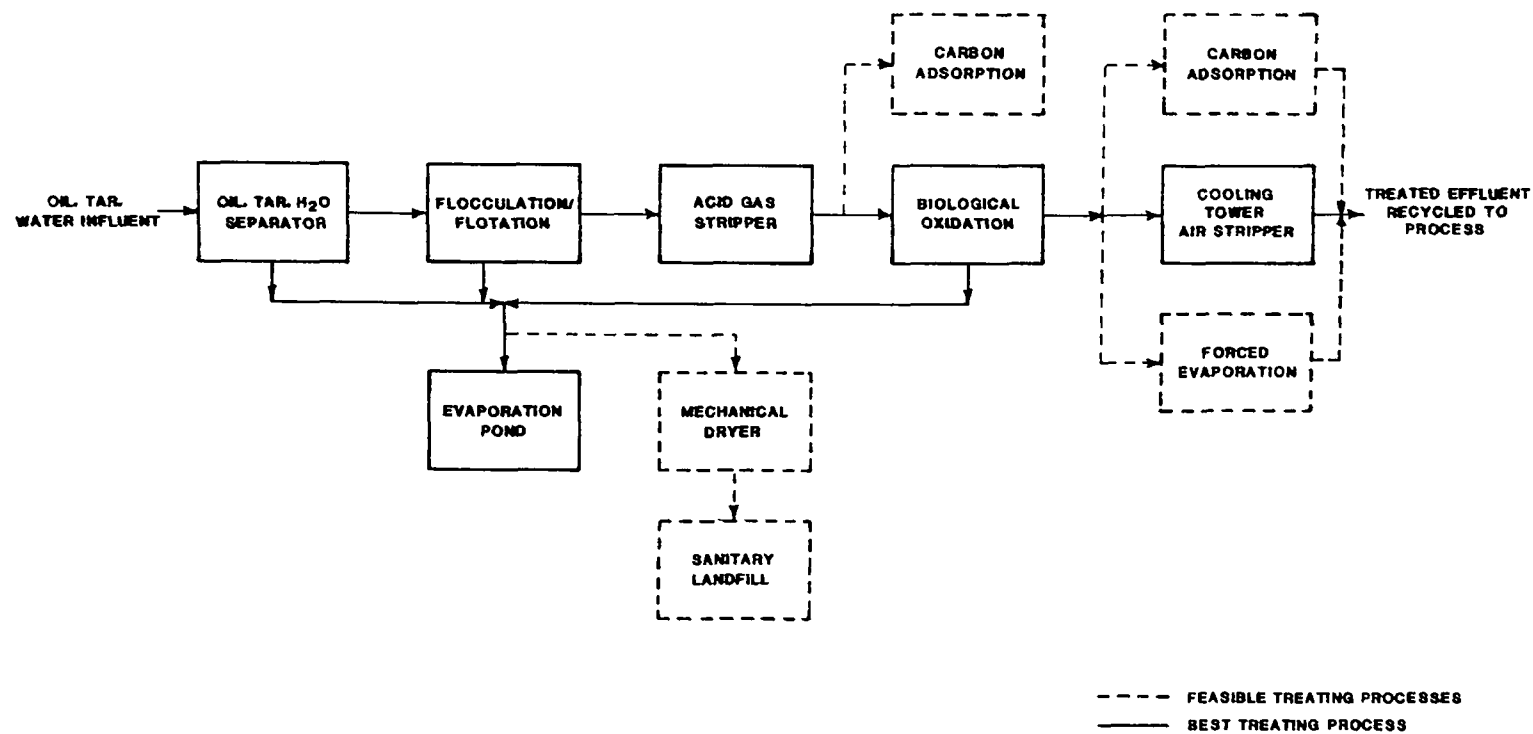 CARBON
ADSORPTION
CARBON
ADSORPTION
OIL. TAR.
WATER INFLUENT
OIL. TAR. H₂O
SEPARATOR
FLOCCULATION/
FLOTATION
ACID GAS
STRIPPER
BIOLOGICAL
OXIDATION
COOLING
TOWER
AIR STRIPPER
TREATED EFFLUENT
RECYCLED TO
PROCESS
FORCED
EVAPORATION
EVAPORATION
POND
MECHANICAL
DRYER
SANITARY
LANDFILL
FEASIBLE TREATING PROCESSES
BEST TREATING PROCESS